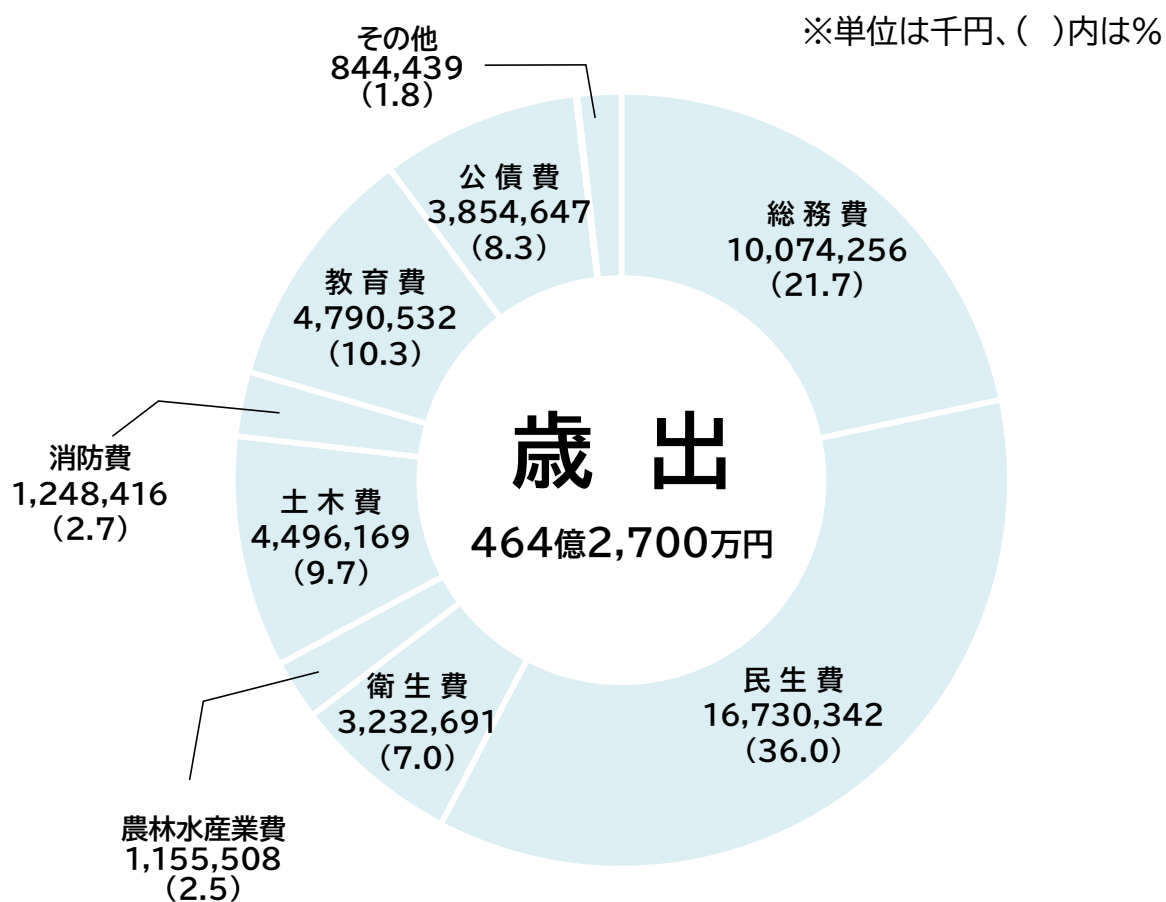 ※単位は千円、( )内は%
その他
844,439
(1.8)
公債費
3,854,647
(8.3)
総務費
10,074,256
(21.7)
教育費
4,790,532
(10.3)
歳出
464億2,700万円
消防費
1,248,416
(2.7)
土木費
4,496,169
(9.7)
民生費
16,730,342
(36.0)
衛生費
3,232,691
(7.0)
農林水産業費
1,155,508
(2.5)